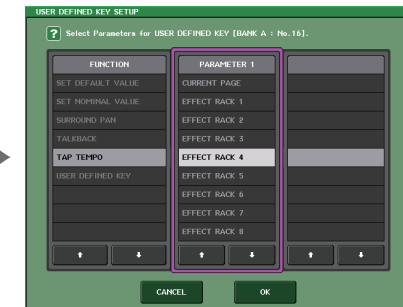 USER DEFINED KEY SETUP
? Select Parameters for USER DEFINED KEY [BANK A : No.16].
FUNCTION
SET DEFAULT VALUE
SET NOMINAL VALUE
SURROUND PAN
TALKBACK
TAP TEMPO
USER DEFINED KEY
PARAMETER 1
CURRENT PAGE
EFFECT RACK 1
EFFECT RACK 2
EFFECT RACK 3
EFFECT RACK 4
EFFECT RACK 5
EFFECT RACK 6
EFFECT RACK 7
EFFECT RACK 8
CANCEL
OK